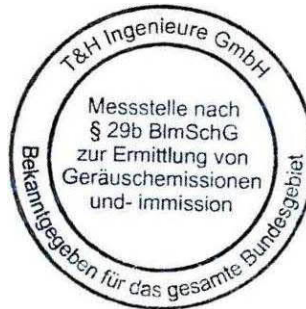 T&H Ingenieure GmbH
Messstelle nach
§ 29b BImSchG
zur Ermittlung von
Geräuschemissionen
und- immission
Bekanntgegeben für das gesamte Bundesgebiet